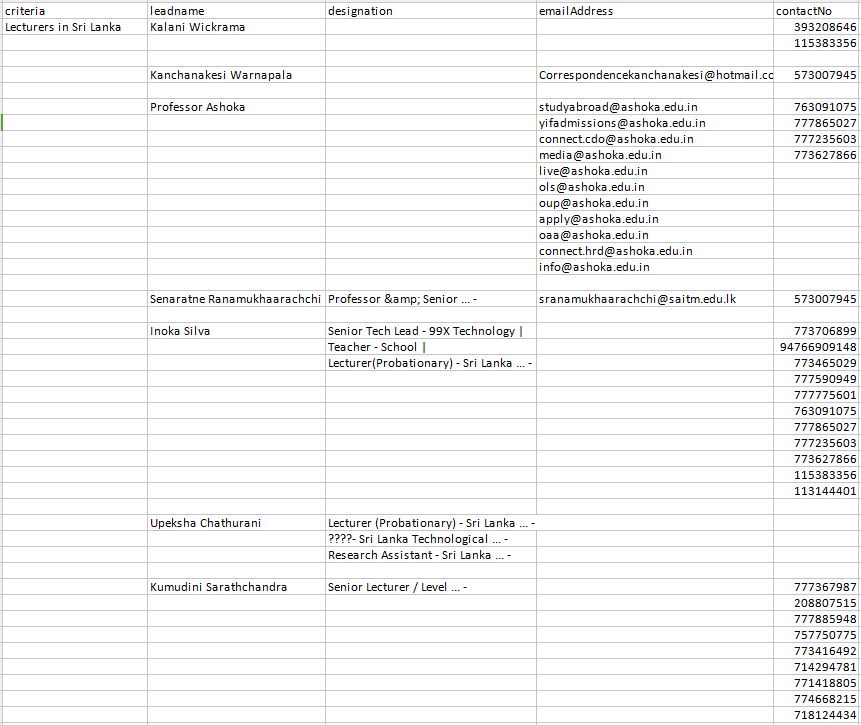 criteria leadname designation emailAddress contactNo
Lecturers in Sri Lanka Kalani Wickrama 393208646
115383356
Kanchanakesi Warnapala Correspondencekanchanakesi@hotmail.cc 573007945
Professor Ashoka studyabroad@ashoka.edu.in 763091075
yifadmissions@ashoka.edu.in 777865027
connect.cdo@ashoka.edu.in 777235603
media@ashoka.edu.in 773627866
live@ashoka.edu.in
ols@ashoka.edu.in
oup@ashoka.edu.in
apply@ashoka.edu.in
oaa@ashoka.edu.in
connect.hrd@ashoka.edu.in
info@ashoka.edu.in
Senaratne Ranamukhaarachchi Professor &amp; Senior ... - sranamukhaarachchi@saitm.edu.lk 573007945
Inoka Silva Senior Tech Lead - 99X Technology | 773706899
Teacher - School | 94766909148
Lecturer(Probationary) - Sri Lanka ... - 773465029
777590949
777775601
763091075
777865027
777235603
773627866
115383356
113144401
Upeksha Chathurani Lecturer (Probationary) - Sri Lanka ... -
????- Sri Lanka Technological ... -
Research Assistant - Sri Lanka ... -
Kumudini Sarathchandra Senior Lecturer / Level ... - 777367987
208807515
777885948
757750775
773416492
714294781
771418805
774668215
718124434